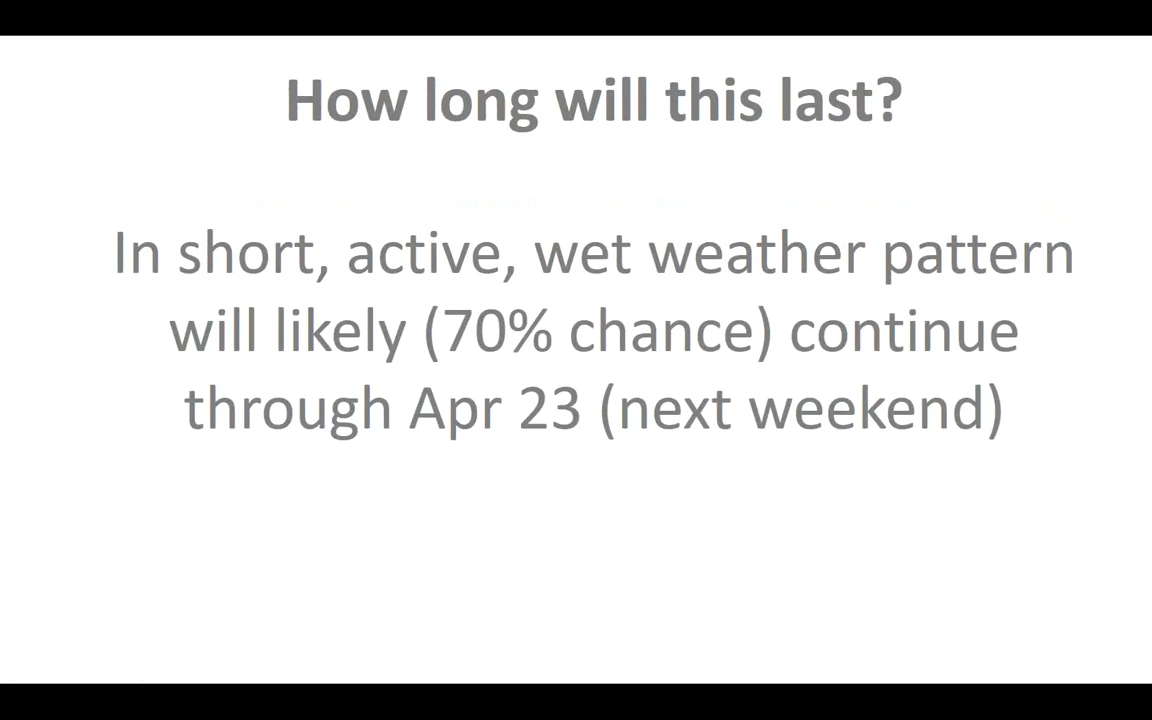 How long will this last?
In short, active, wet weather pattern
will likely (70% chance) continue
through Apr 23 (next weekend)